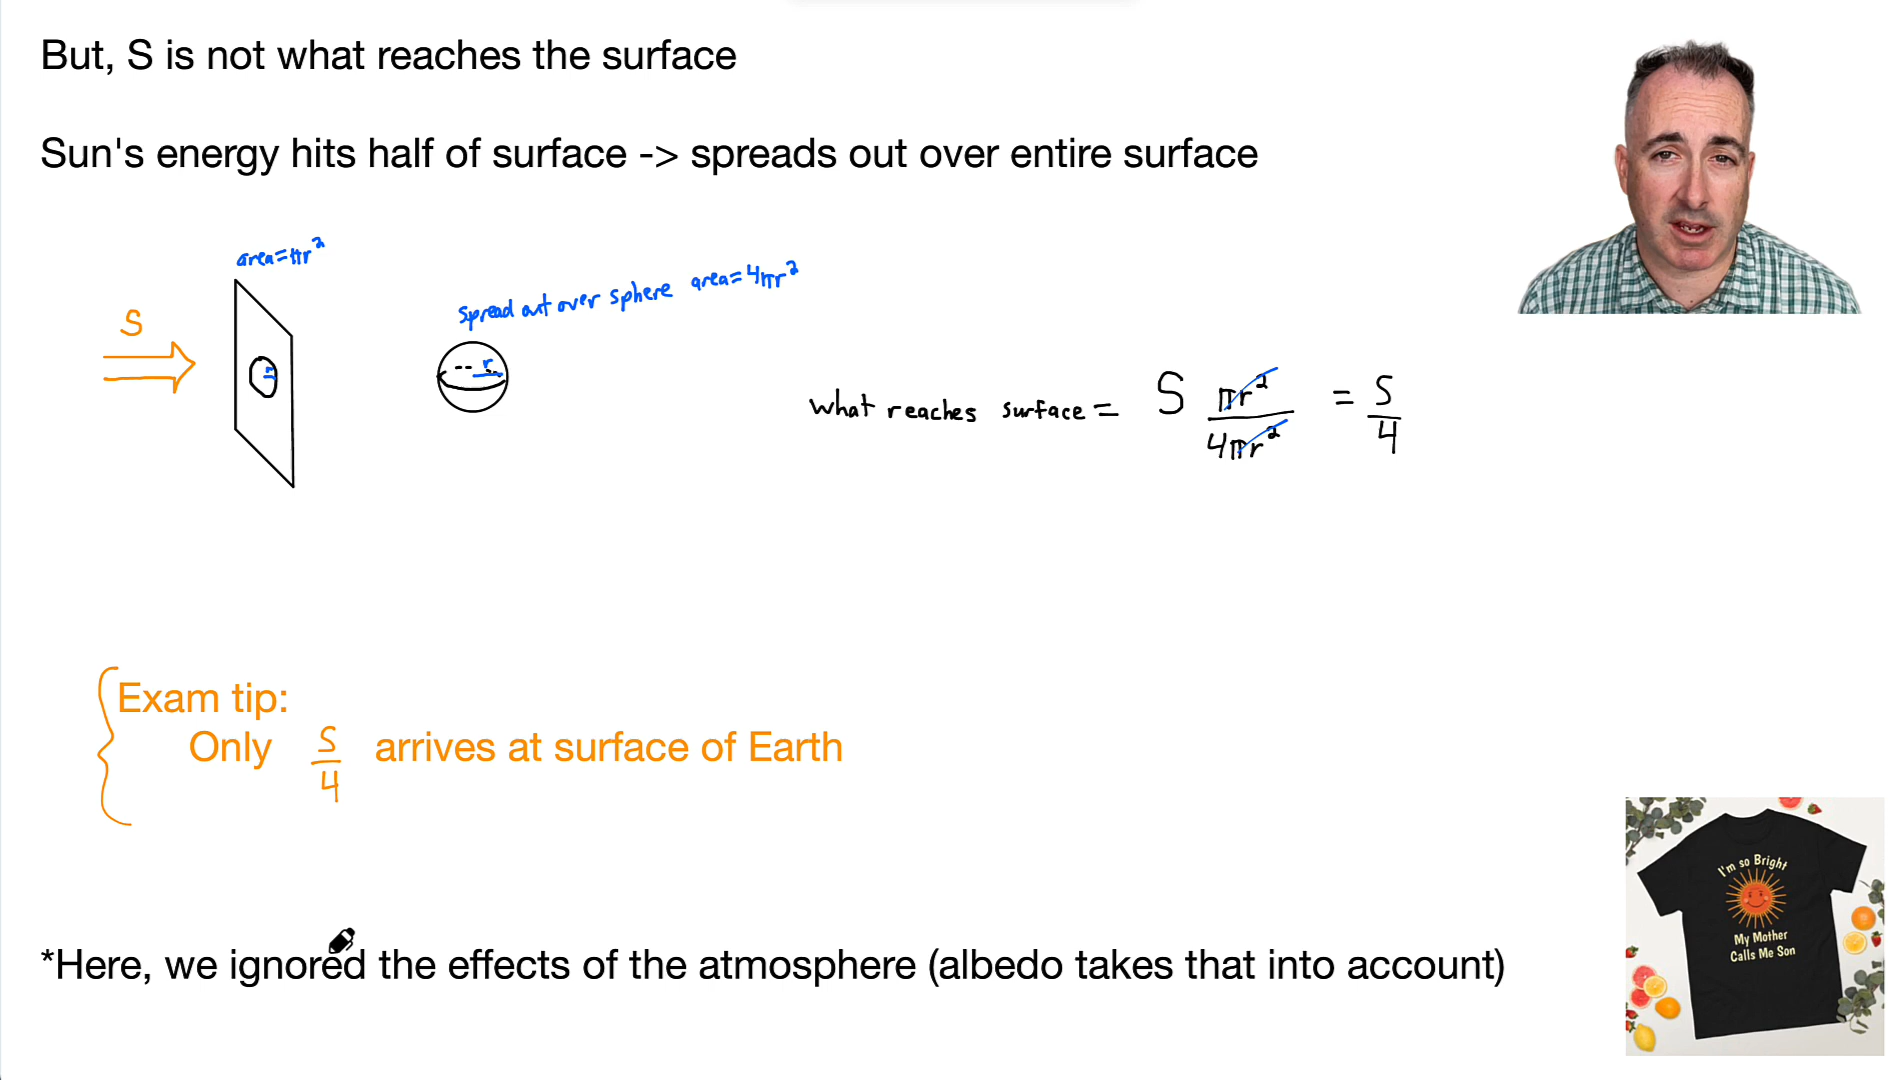 But, S is not what reaches the surface
Sun's energy hits half of surface -> spreads out over entire surface
area=πr²
S
r
spread out over sphere area=4πr²
r
what reaches surface = S πr²/4πr² = S/4
Exam tip:
Only S/4 arrives at surface of Earth
*Here, we ignored the effects of the atmosphere (albedo takes that into account)
I'm so Bright
My Mother
Calls Me Son